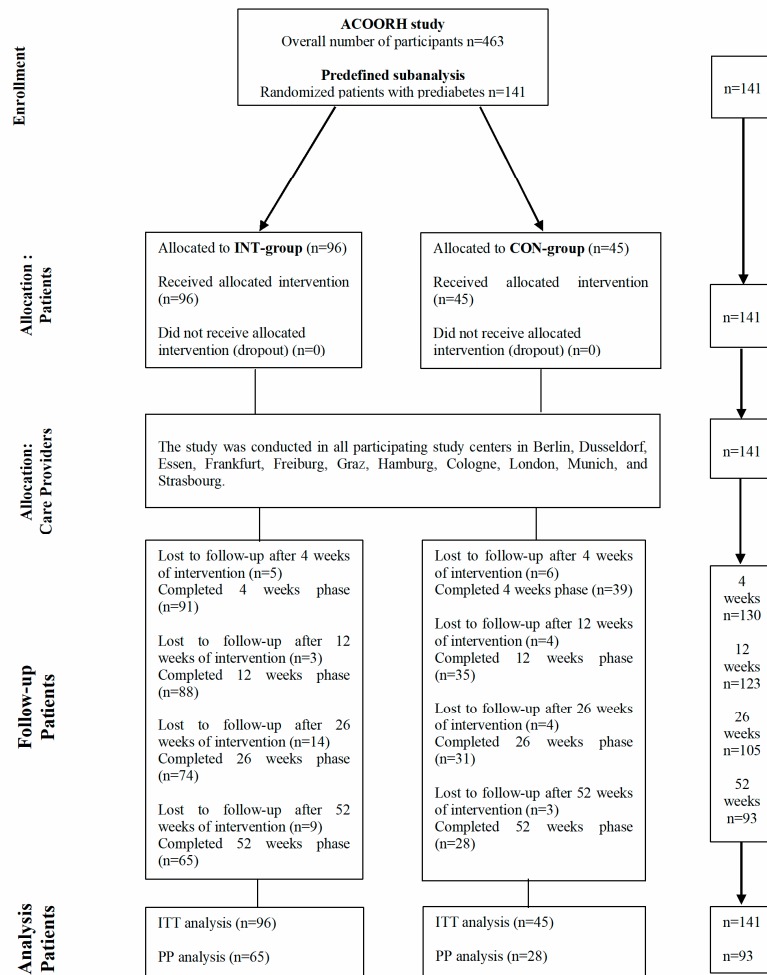 ACOORH study
Overall number of participants n=463
Predefined subanalysis
Randomized patients with prediabetes n=141
Enrollment
n=141
Allocated to INT-group (n=96)
Received allocated intervention
(n=96)
Did not receive allocated
intervention (dropout) (n=0)
Allocated to CON-group (n=45)
Received allocated intervention
(n=45)
Did not receive allocated
intervention (dropout) (n=0)
Allocation :
Patients
n=141
Allocation:
Care Providers
The study was conducted in all participating study centers in Berlin, Dusseldorf,
Essen, Frankfurt, Freiburg, Graz, Hamburg, Cologne, London, Munich, and
Strasbourg.
n=141
Follow-up
Patients
Lost to follow-up after 4 weeks
of intervention (n=5)
Completed 4 weeks phase
(n=91)
Lost to follow-up after 12
weeks of intervention (n=3)
Completed 12 weeks phase
(n=88)
Lost to follow-up after 26
weeks of intervention (n=14)
Completed 26 weeks phase
(n=74)
Lost to follow-up after 52
weeks of intervention (n=9)
Completed 52 weeks phase
(n=65)
Lost to follow-up after 4 weeks
of intervention (n=6)
Completed 4 weeks phase (n=39)
Lost to follow-up after 12 weeks
of intervention (n=4)
Completed 12 weeks phase
(n=35)
Lost to follow-up after 26 weeks
of intervention (n=4)
Completed 26 weeks phase
(n=31)
Lost to follow-up after 52 weeks
of intervention (n=3)
Completed 52 weeks phase
(n=28)
4
weeks
n=130
12
weeks
n=123
26
weeks
n=105
52
weeks
n=93
Analysis
Patients
ITT analysis (n=96)
PP analysis (n=65)
ITT analysis (n=45)
PP analysis (n=28)
n=141
n=93